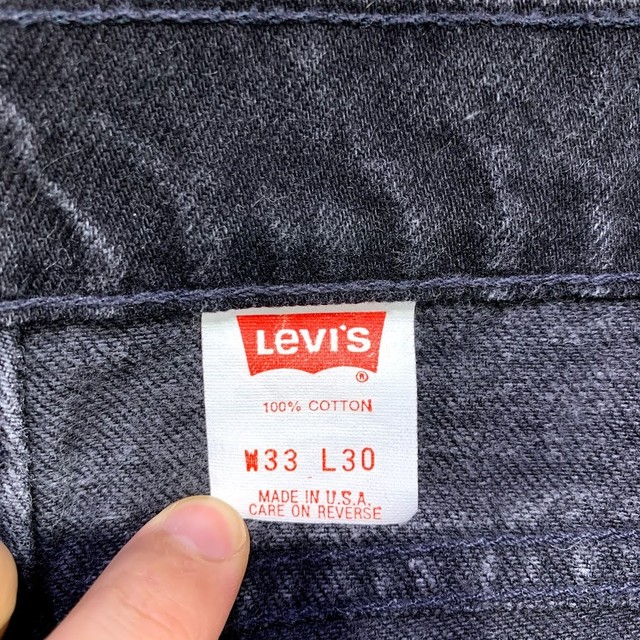 Levi's
®
100% COTTON
W33 L30
MADE IN U.S.A.
CARE ON REVERSE